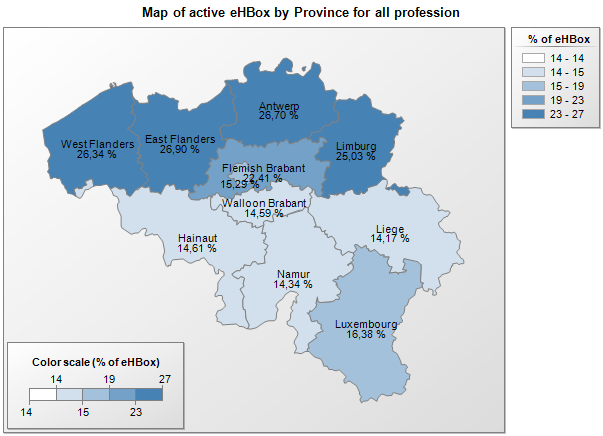 Map of active eHBox by Province for all profession
% of eHBox
14 - 14
14 - 15
15 - 19
19 - 23
23 - 27
Antwerp
26,70 %
West Flanders
26,34 %
East Flanders
26,90 %
Limburg
25,03 %
Flemish Brabant
22,41 %
15,29 %
Walloon Brabant
14,59 %
Liege
14,17 %
Hainaut
14,61 %
Namur
14,34 %
Luxembourg
16,38 %
Color scale (% of eHBox)
14 19 27
14 15 23